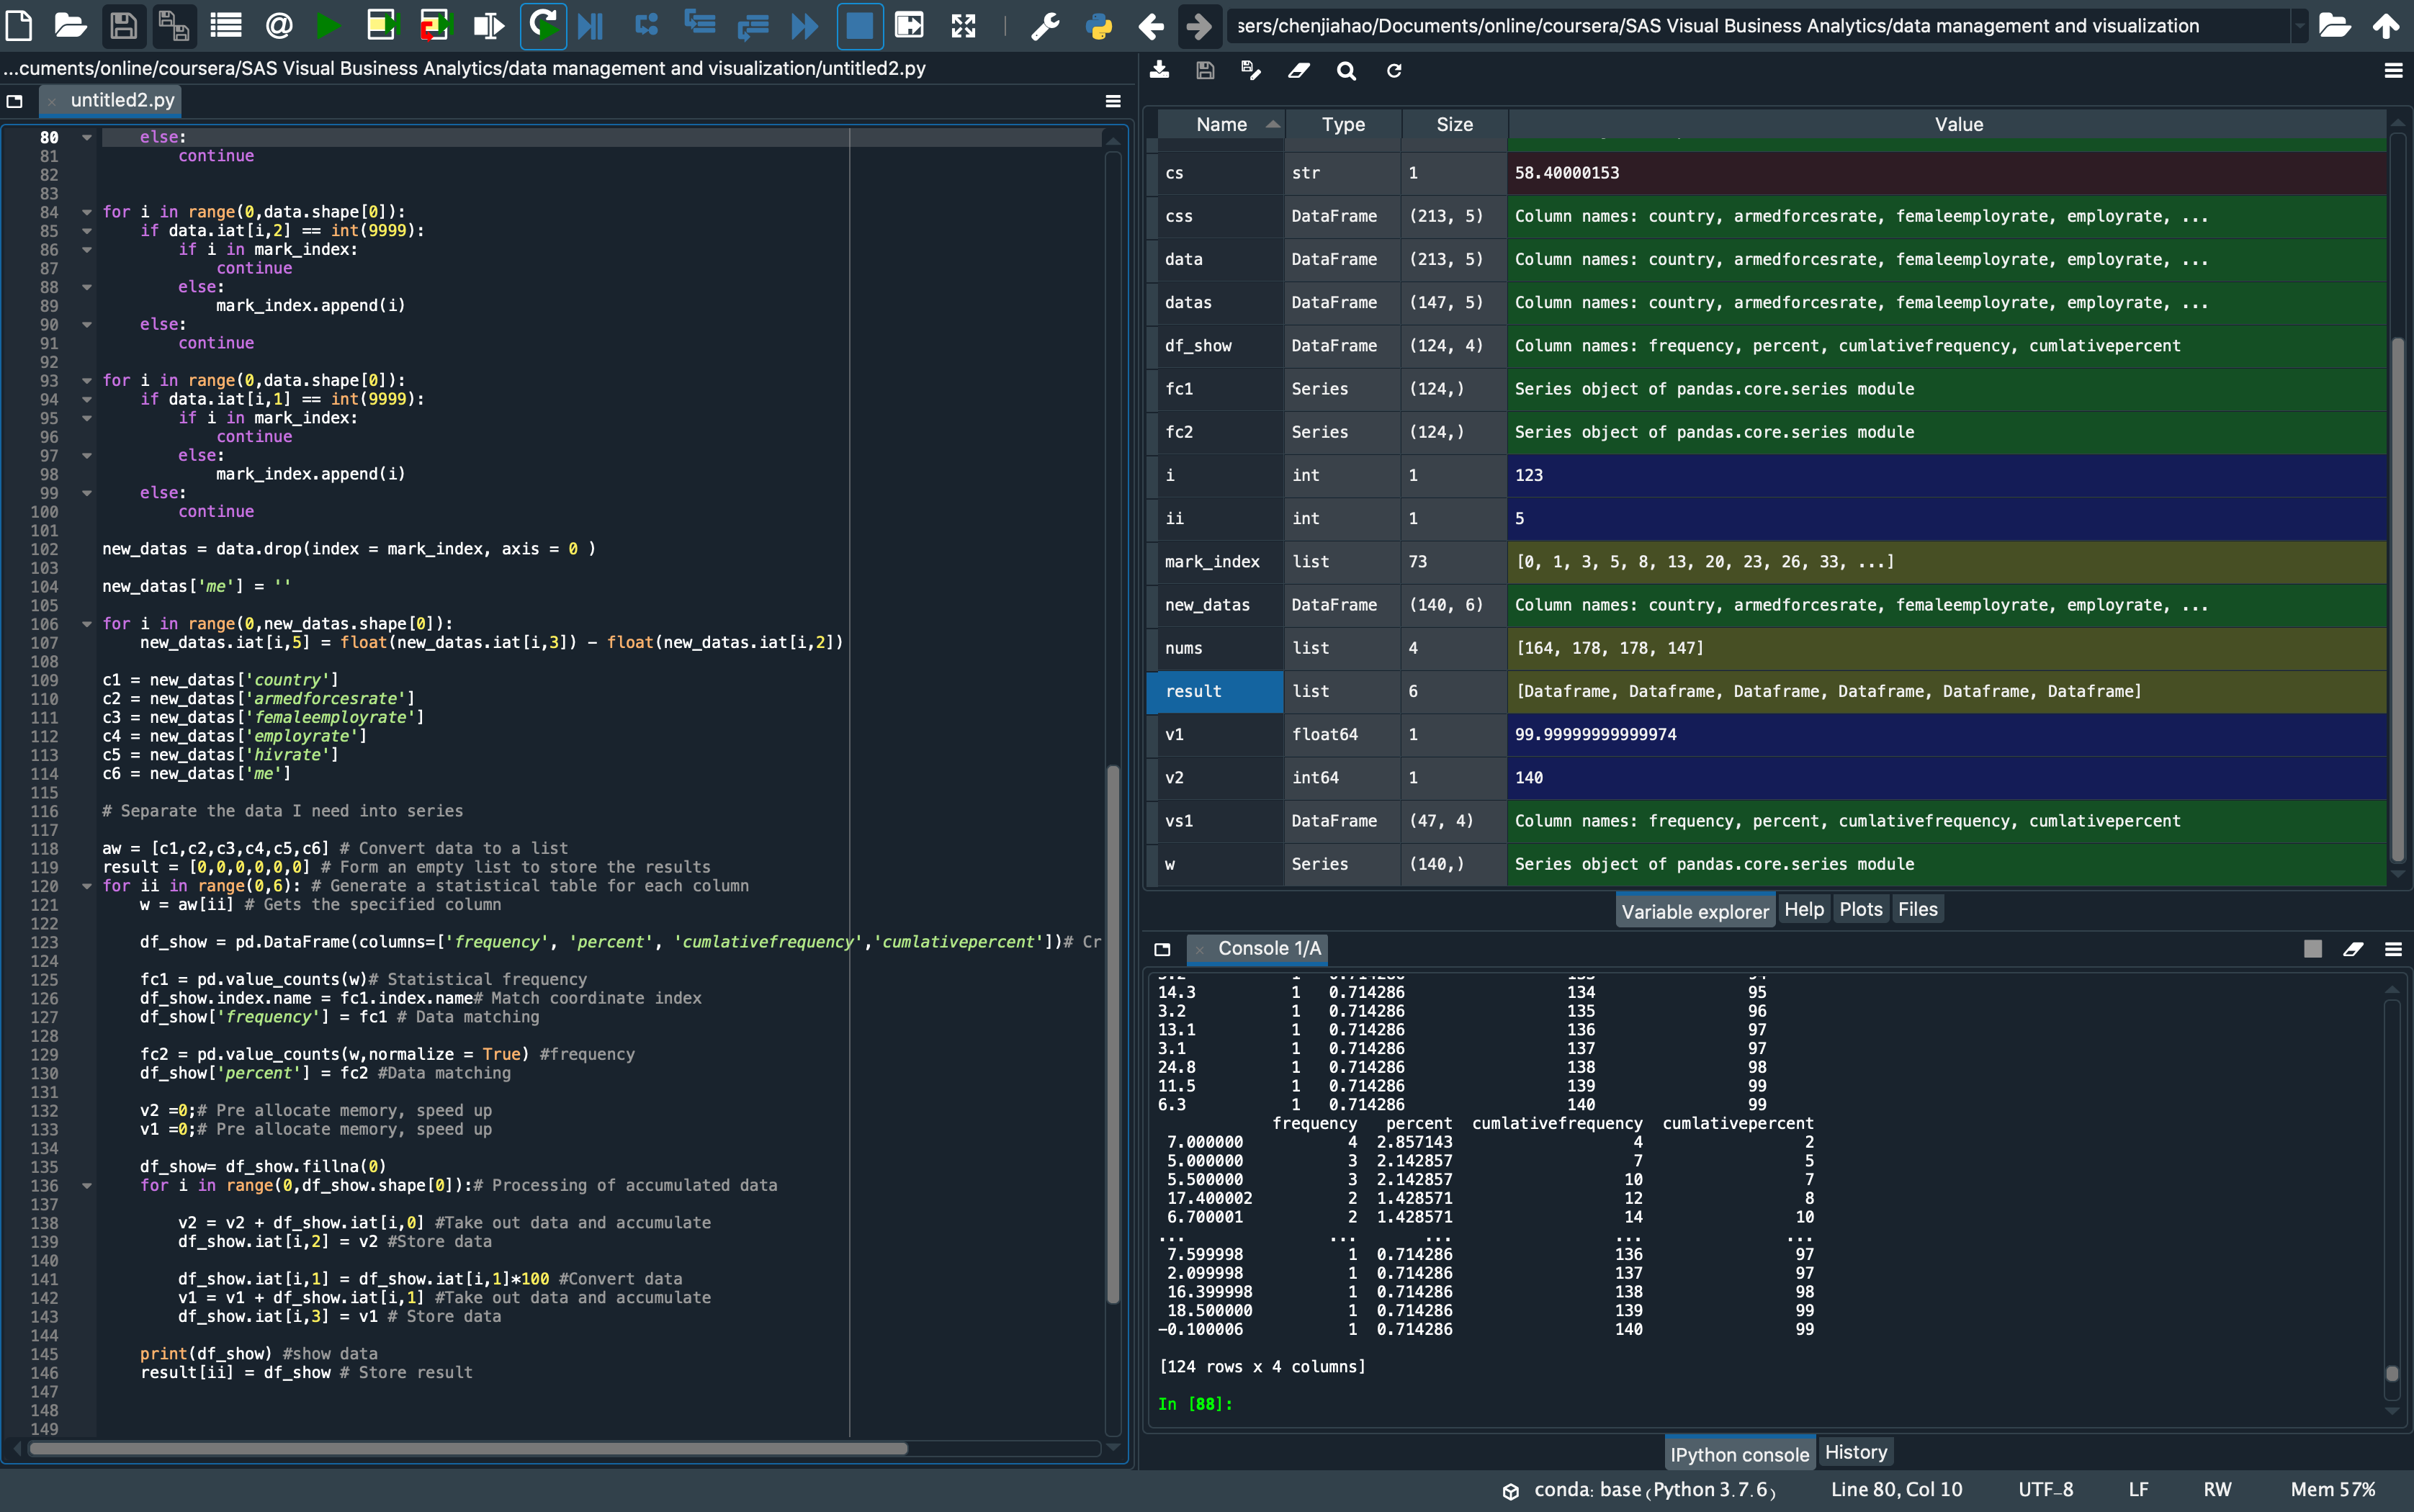 sers/chenjiahao/Documents/online/coursera/SAS Visual Business Analytics/data management and visualization
...cuments/online/coursera/SAS Visual Business Analytics/data management and visualization/untitled2.py
untitled2.py
80 else:
81 continue
82
83
84 for i in range(0,data.shape[0]):
85 if data.iat[i,2] == int(9999):
86 if i in mark_index:
87 continue
88 else:
89 mark_index.append(i)
90 else:
91 continue
92
93 for i in range(0,data.shape[0]):
94 if data.iat[i,1] == int(9999):
95 if i in mark_index:
96 continue
97 else:
98 mark_index.append(i)
99 else:
100 continue
101
102 new_datas = data.drop(index = mark_index, axis = 0 )
103
104 new_datas['me'] = ''
105
106 for i in range(0,new_datas.shape[0]):
107 new_datas.iat[i,5] = float(new_datas.iat[i,3]) - float(new_datas.iat[i,2])
108
109 c1 = new_datas['country']
110 c2 = new_datas['armedforcesrate']
111 c3 = new_datas['femaleemployrate']
112 c4 = new_datas['employrate']
113 c5 = new_datas['hivrate']
114 c6 = new_datas['me']
115
116 # Separate the data I need into series
117
118 aw = [c1,c2,c3,c4,c5,c6] # Convert data to a list
119 result = [0,0,0,0,0,0] # Form an empty list to store the results
120 for ii in range(0,6): # Generate a statistical table for each column
121 w = aw[ii] # Gets the specified column
122
123 df_show = pd.DataFrame(columns=['frequency', 'percent', 'cumlativefrequency','cumlativepercent'])# Cr
124
125 fc1 = pd.value_counts(w)# Statistical frequency
126 df_show.index.name = fc1.index.name# Match coordinate index
127 df_show['frequency'] = fc1 # Data matching
128
129 fc2 = pd.value_counts(w,normalize = True) #frequency
130 df_show['percent'] = fc2 #Data matching
131
132 v2 =0;# Pre allocate memory, speed up
133 v1 =0;# Pre allocate memory, speed up
134
135 df_show= df_show.fillna(0)
136 for i in range(0,df_show.shape[0]):# Processing of accumulated data
137
138 v2 = v2 + df_show.iat[i,0] #Take out data and accumulate
139 df_show.iat[i,2] = v2 #Store data
140
141 df_show.iat[i,1] = df_show.iat[i,1]*100 #Convert data
142 v1 = v1 + df_show.iat[i,1] #Take out data and accumulate
143 df_show.iat[i,3] = v1 # Store data
144
145 print(df_show) #show data
146 result[ii] = df_show # Store result
147
148
149
Name Type Size Value
cs str 1 58.40000153
css DataFrame (213, 5) Column names: country, armedforcesrate, femaleemployrate, employrate, ...
data DataFrame (213, 5) Column names: country, armedforcesrate, femaleemployrate, employrate, ...
datas DataFrame (147, 5) Column names: country, armedforcesrate, femaleemployrate, employrate, ...
df_show DataFrame (124, 4) Column names: frequency, percent, cumlativefrequency, cumlativepercent
fc1 Series (124,) Series object of pandas.core.series module
fc2 Series (124,) Series object of pandas.core.series module
i int 1 123
ii int 1 5
mark_index list 73 [0, 1, 3, 5, 8, 13, 20, 23, 26, 33, ...]
new_datas DataFrame (140, 6) Column names: country, armedforcesrate, femaleemployrate, employrate, ...
nums list 4 [164, 178, 178, 147]
result list 6 [Dataframe, Dataframe, Dataframe, Dataframe, Dataframe, Dataframe]
v1 float64 1 99.99999999999974
v2 int64 1 140
vs1 DataFrame (47, 4) Column names: frequency, percent, cumlativefrequency, cumlativepercent
w Series (140,) Series object of pandas.core.series module
Variable explorer Help Plots Files
Console 1/A
14.3 1 0.714286 134 95
3.2 1 0.714286 135 96
13.1 1 0.714286 136 97
3.1 1 0.714286 137 97
24.8 1 0.714286 138 98
11.5 1 0.714286 139 99
6.3 1 0.714286 140 99
frequency percent cumlativefrequency cumlativepercent
7.000000 4 2.857143 4 2
5.000000 3 2.142857 7 5
5.500000 3 2.142857 10 7
17.400002 2 1.428571 12 8
6.700001 2 1.428571 14 10
... ... ... ... ...
7.599998 1 0.714286 136 97
2.099998 1 0.714286 137 97
16.399998 1 0.714286 138 98
18.500000 1 0.714286 139 99
-0.100006 1 0.714286 140 99
[124 rows x 4 columns]
In [88]:
IPython console History
conda: base (Python 3.7.6) Line 80, Col 10 UTF-8 LF RW Mem 57%